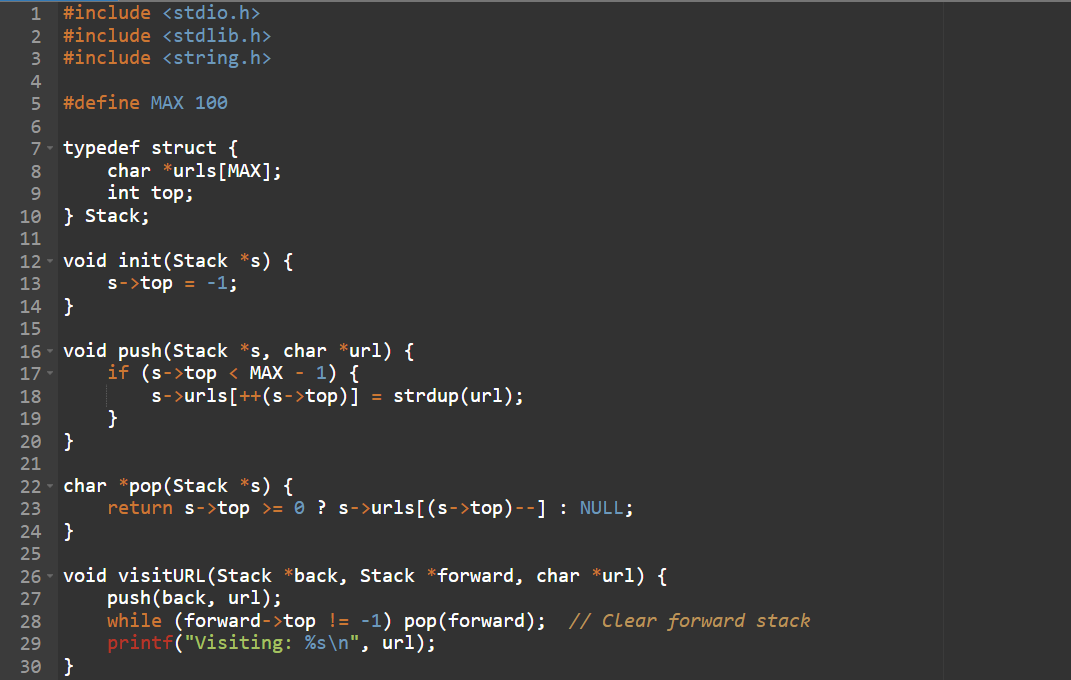 1 #include <stdio.h>
2 #include <stdlib.h>
3 #include <string.h>
4
5 #define MAX 100
6
7 typedef struct {
8     char *urls[MAX];
9     int top;
10 } Stack;
11
12 void init(Stack *s) {
13     s->top = -1;
14 }
15
16 void push(Stack *s, char *url) {
17     if (s->top < MAX - 1) {
18         s->urls[++(s->top)] = strdup(url);
19     }
20 }
21
22 char *pop(Stack *s) {
23     return s->top >= 0 ? s->urls[(s->top)--] : NULL;
24 }
25
26 void visitURL(Stack *back, Stack *forward, char *url) {
27     push(back, url);
28     while (forward->top != -1) pop(forward);  // Clear forward stack
29     printf("Visiting: %s\n", url);
30 }